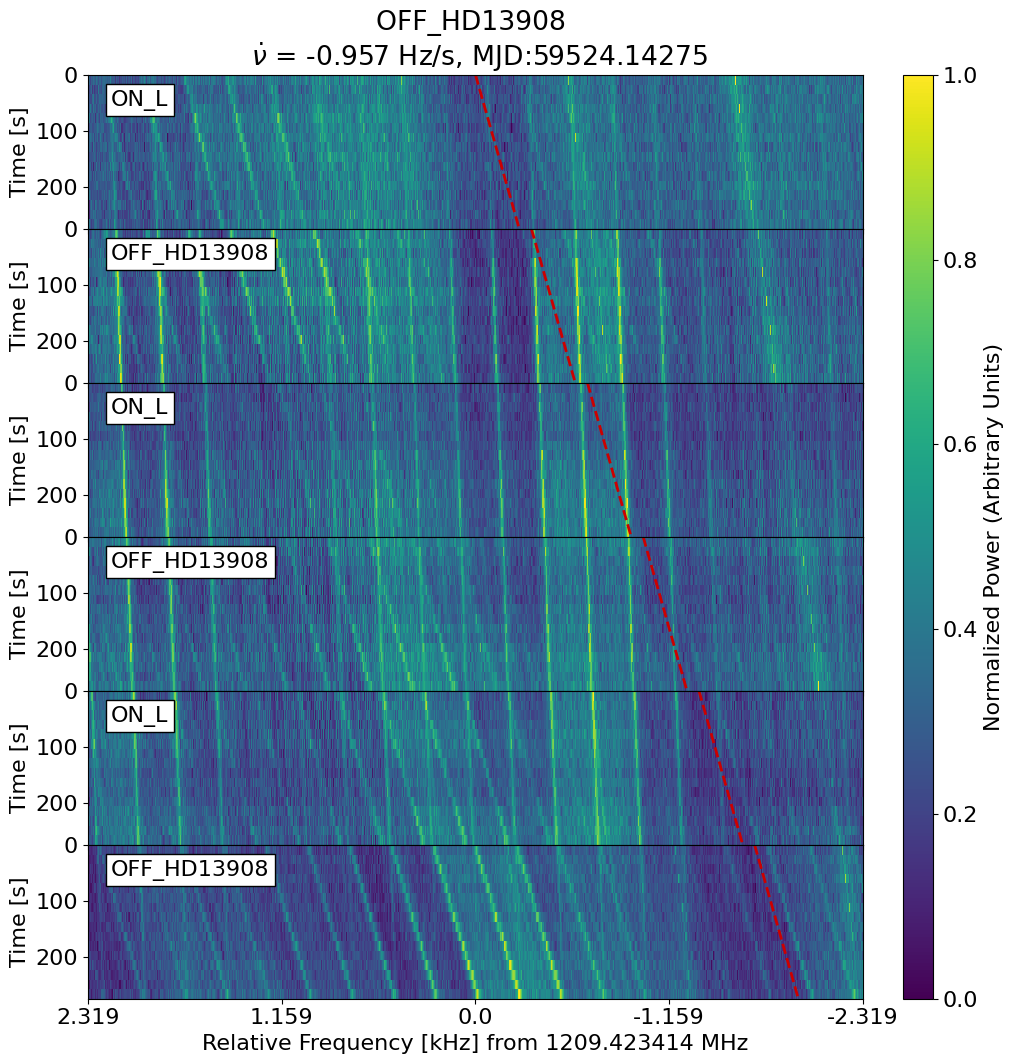 OFF_HD13908
ν̇ = -0.957 Hz/s, MJD:59524.14275
0
ON_L
100
Time [s]
200
0
OFF_HD13908
100
Time [s]
200
0
ON_L
100
Time [s]
200
0
OFF_HD13908
100
Time [s]
200
0
ON_L
100
Time [s]
200
0
OFF_HD13908
100
Time [s]
200
2.319 1.159 0.0 -1.159 -2.319
Relative Frequency [kHz] from 1209.423414 MHz
1.0
0.8
0.6
0.4
0.2
0.0
Normalized Power (Arbitrary Units)